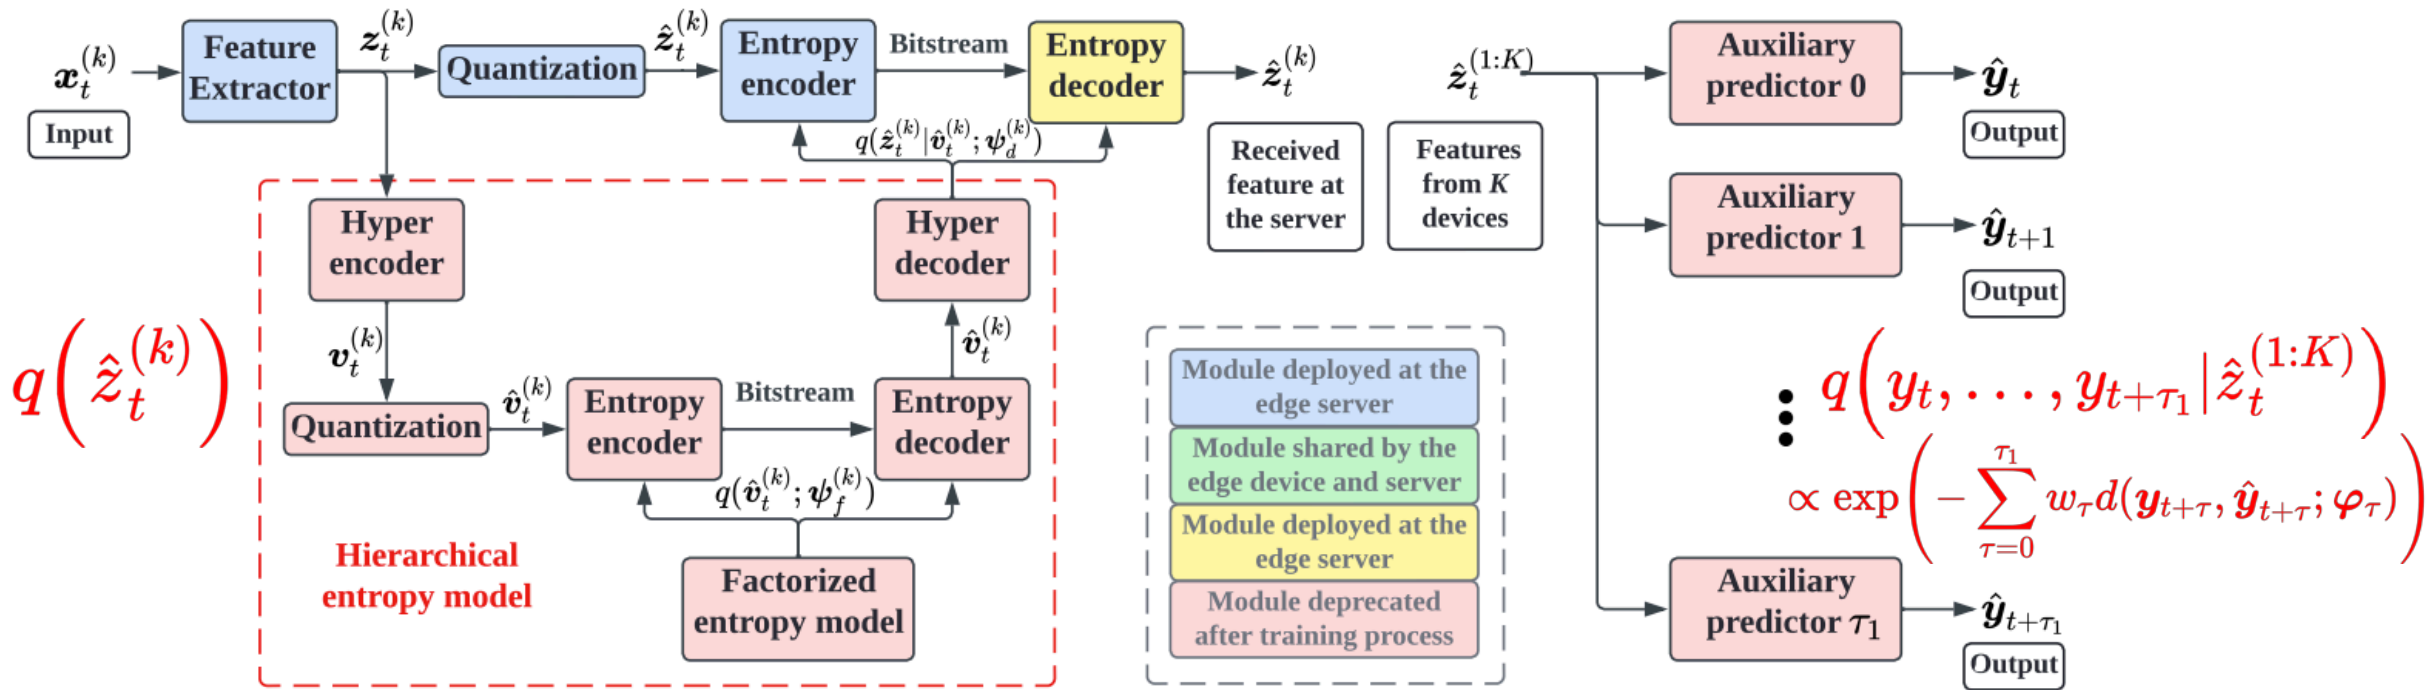 x_t^{(k)}
Input
Feature
Extractor
z_t^{(k)}
Quantization
ẑ_t^{(k)}
Entropy
encoder
Bitstream
Entropy
decoder
ẑ_t^{(k)}
Received
feature at
the server
q(ẑ_t^{(k)}|v̂_t^{(k)}; ψ_d^{(k)})
Hyper
encoder
v_t^{(k)}
Quantization
v̂_t^{(k)}
Entropy
encoder
Bitstream
Entropy
decoder
v̂_t^{(k)}
Hyper
decoder
q(v̂_t^{(k)}; ψ_f^{(k)})
Factorized
entropy model
Hierarchical
entropy model
q(ẑ_t^{(k)})
Module deployed at the
edge server
Module shared by the
edge device and server
Module deployed at the
edge server
Module deprecated
after training process
ẑ_t^{(1:K)}
Features
from K
devices
Auxiliary
predictor 0
ŷ_t
Output
Auxiliary
predictor 1
ŷ_{t+1}
Output
q(y_t, ..., y_{t+τ_1}|ẑ_t^{(1:K)})
∝ exp(−∑_{τ=0}^{τ_1} w_τ d(y_{t+τ}, ŷ_{t+τ}; φ_τ))
Auxiliary
predictor τ_1
ŷ_{t+τ_1}
Output